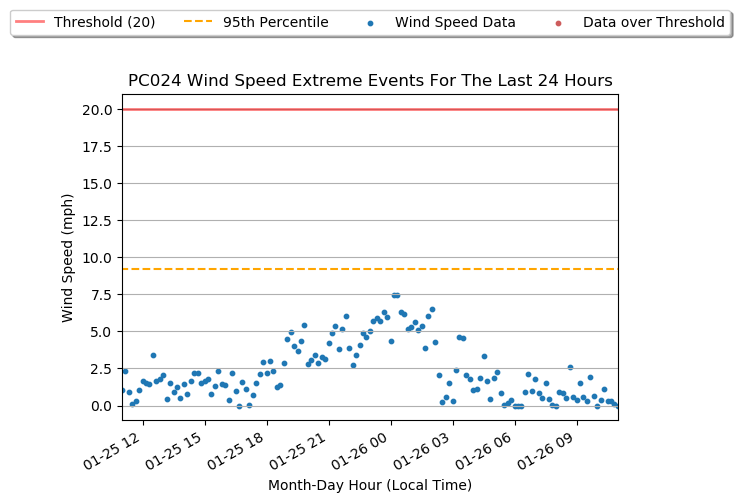 Threshold (20) 95th Percentile Wind Speed Data Data over Threshold
PC024 Wind Speed Extreme Events For The Last 24 Hours
20.0
17.5
15.0
12.5
10.0
7.5
5.0
2.5
0.0
Wind Speed (mph)
01-25 12 01-25 15 01-25 18 01-25 21 01-26 00 01-26 03 01-26 06 01-26 09
Month-Day Hour (Local Time)